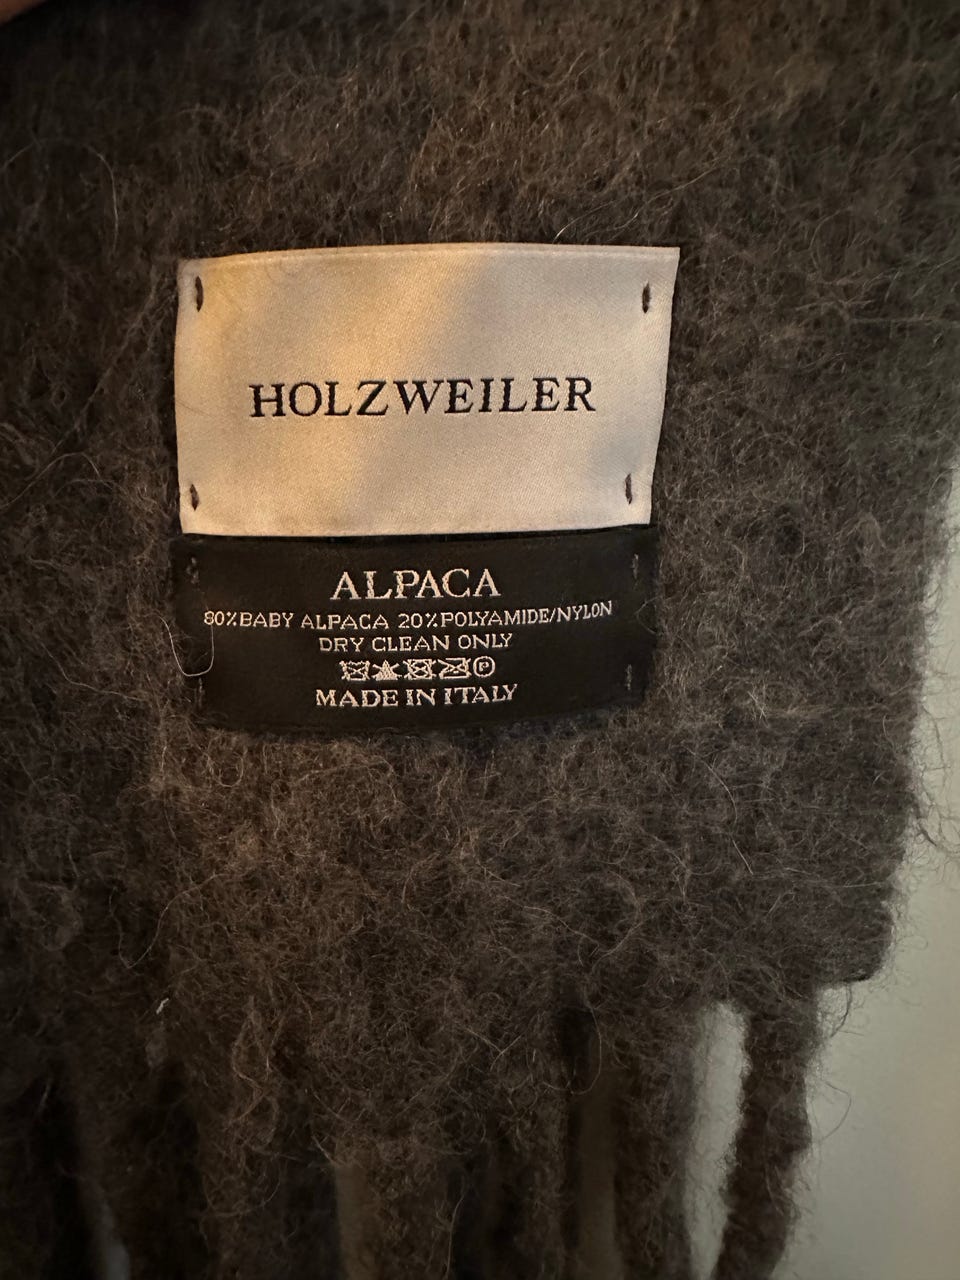 HOLZWEILER
ALPACA
80%BABY ALPACA 20%POLYAMIDE/NYLON
DRY CLEAN ONLY
Ⓟ
MADE IN ITALY